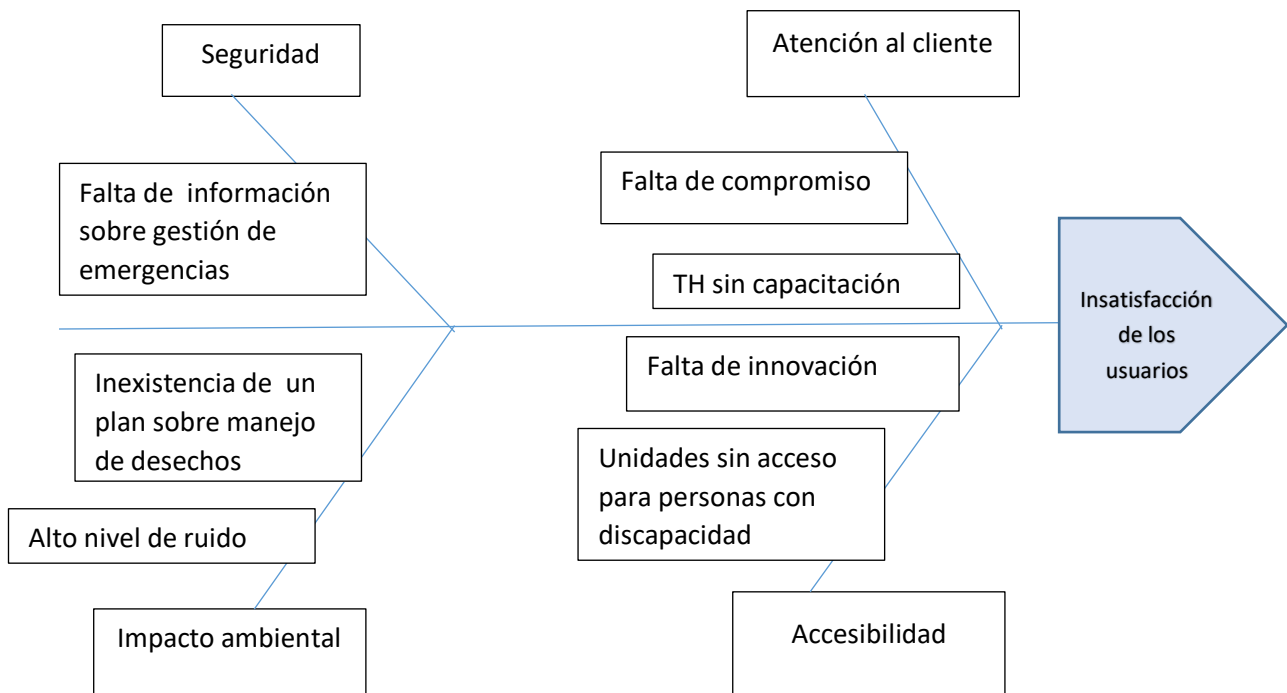 Seguridad
Atención al cliente
Falta de información
sobre gestión de
emergencias
Falta de compromiso
TH sin capacitación
Insatisfacción
de los
usuarios
Inexistencia de un
plan sobre manejo
de desechos
Falta de innovación
Unidades sin acceso
para personas con
discapacidad
Alto nivel de ruido
Impacto ambiental
Accesibilidad